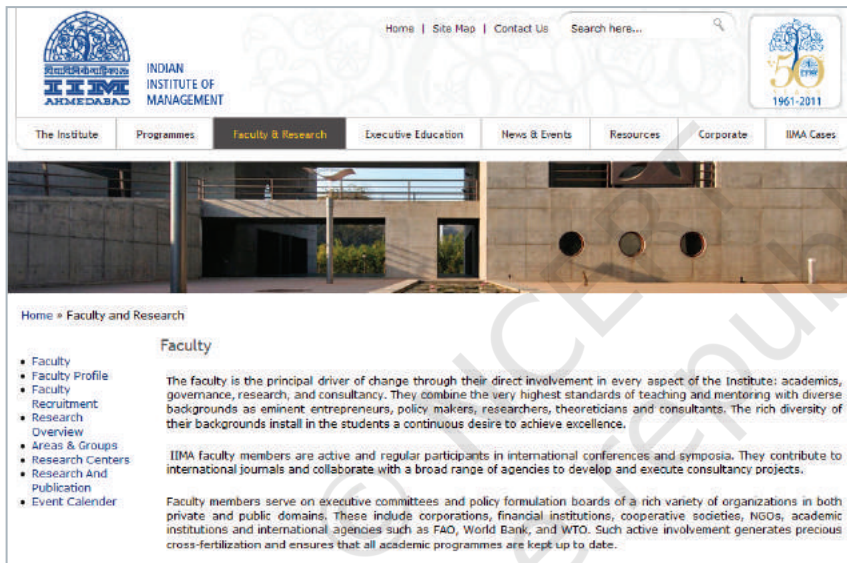 Home | Site Map | Contact Us Search here...
INDIAN
INSTITUTE OF
MANAGEMENT
IIM
AHMEDABAD
50
YEARS
1961-2011
The Institute Programmes Faculty & Research Executive Education News & Events Resources Corporate IIMA Cases
Home » Faculty and Research
• Faculty
• Faculty Profile
• Faculty
Recruitment
• Research
Overview
• Areas & Groups
• Research Centers
• Research And
Publication
• Event Calender
Faculty
The faculty is the principal driver of change through their direct involvement in every aspect of the Institute: academics,
governance, research, and consultancy. They combine the very highest standards of teaching and mentoring with diverse
backgrounds as eminent entrepreneurs, policy makers, researchers, theoreticians and consultants. The rich diversity of
their backgrounds install in the students a continuous desire to achieve excellence.
IIMA faculty members are active and regular participants in international conferences and symposia. They contribute to
international journals and collaborate with a broad range of agencies to develop and execute consultancy projects.
Faculty members serve on executive committees and policy formulation boards of a rich variety of organizations in both
private and public domains. These include corporations, financial institutions, cooperative societies, NGOs, academic
institutions and international agencies such as FAO, World Bank, and WTO. Such active involvement generates precious
cross-fertilization and ensures that all academic programmes are kept up to date.
© NCERT
e republ